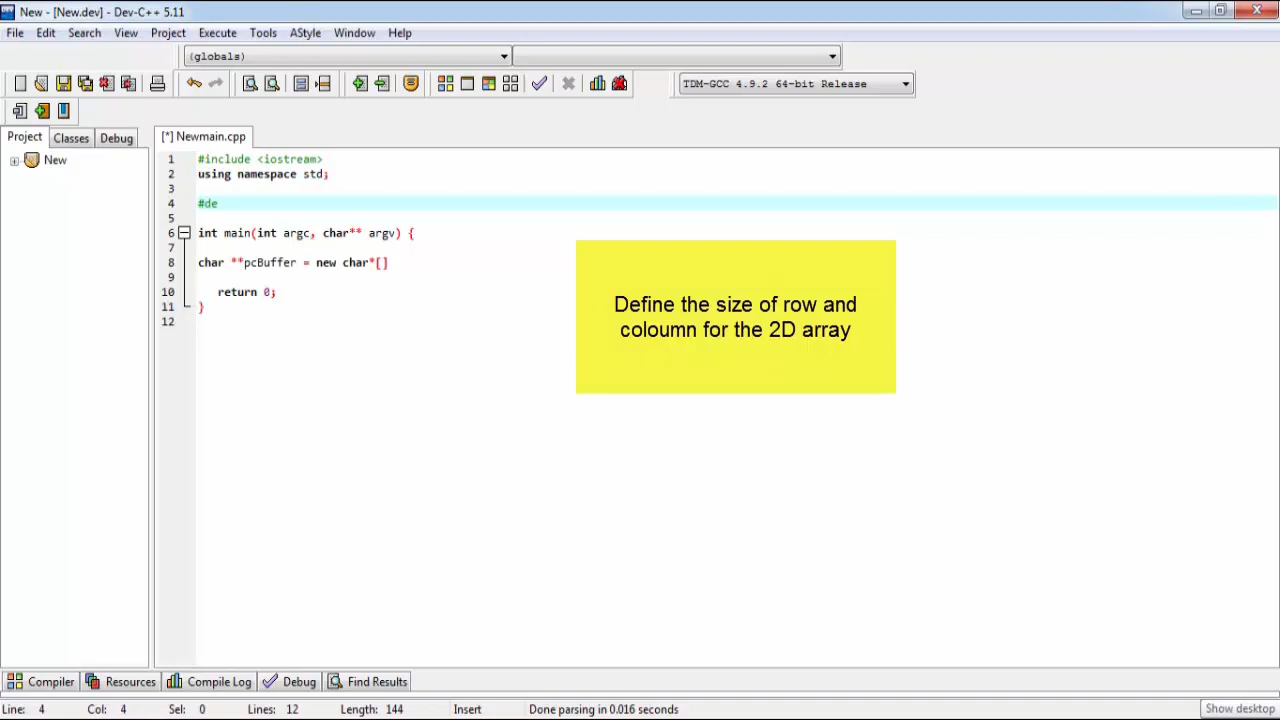 New - [New.dev] - Dev-C++ 5.11
File Edit Search View Project Execute Tools AStyle Window Help
(globals)
TDM-GCC 4.9.2 64-bit Release
Project Classes Debug
[*] Newmain.cpp
New
1 #include <iostream>
2 using namespace std;
3
4 #de
5
6 int main(int argc, char** argv) {
7
8 char **pcBuffer = new char*[]
9
10 return 0;
11 }
12
Define the size of row and
coloumn for the 2D array
Compiler Resources Compile Log Debug Find Results
Line: 4 Col: 4 Sel: 0 Lines: 12 Length: 144 Insert Done parsing in 0.016 seconds
Show desktop